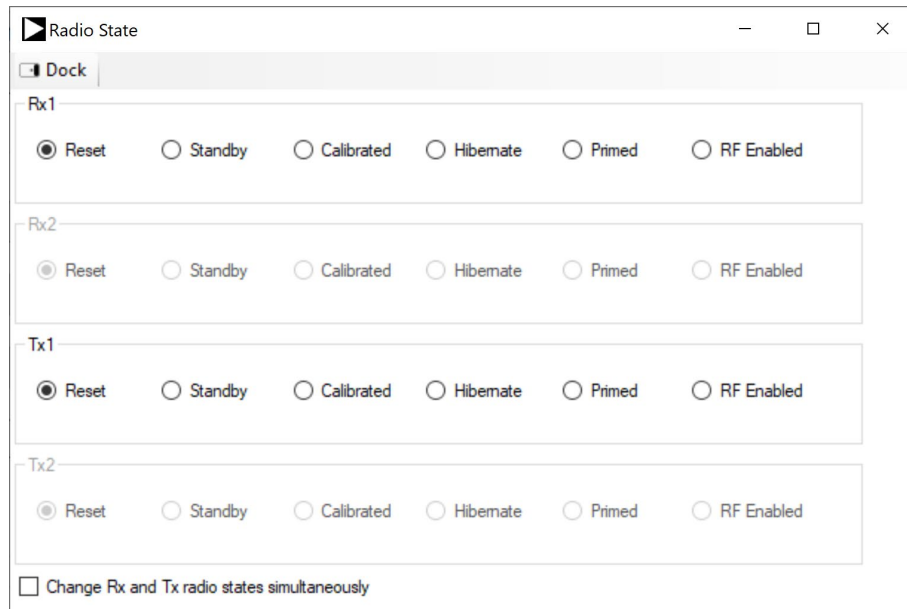 Radio State
Dock
Rx1
Reset Standby Calibrated Hibernate Primed RF Enabled
Rx2
Reset Standby Calibrated Hibernate Primed RF Enabled
Tx1
Reset Standby Calibrated Hibernate Primed RF Enabled
Tx2
Reset Standby Calibrated Hibernate Primed RF Enabled
Change Rx and Tx radio states simultaneously